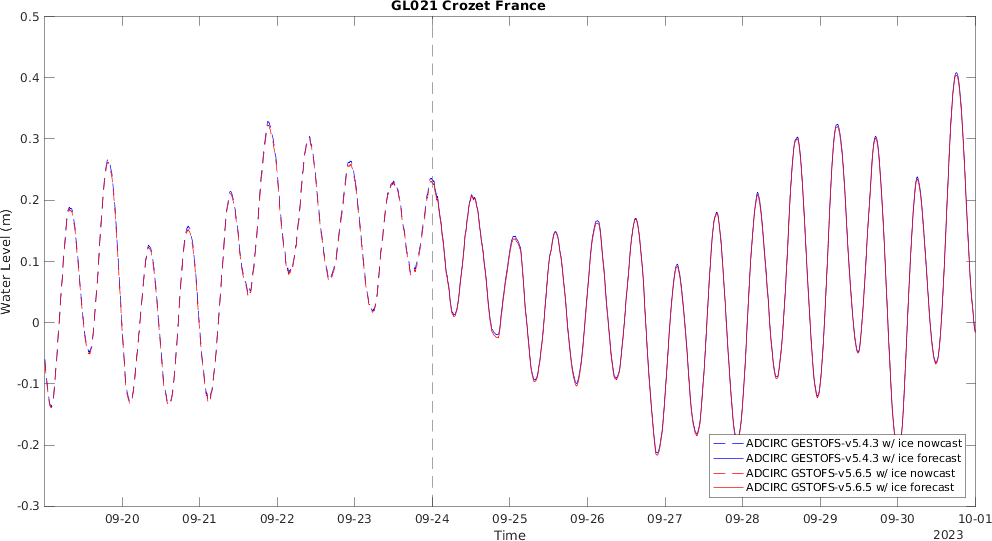 GL021 Crozet France
0.5
0.4
0.3
0.2
0.1
0
-0.1
-0.2
-0.3
Water Level (m)
ADCIRC GESTOFS-v5.4.3 w/ ice nowcast
ADCIRC GESTOFS-v5.4.3 w/ ice forecast
ADCIRC GSTOFS-v5.6.5 w/ ice nowcast
ADCIRC GSTOFS-v5.6.5 w/ ice forecast
09-20 09-21 09-22 09-23 09-24 09-25 09-26 09-27 09-28 09-29 09-30 10-01
Time
2023